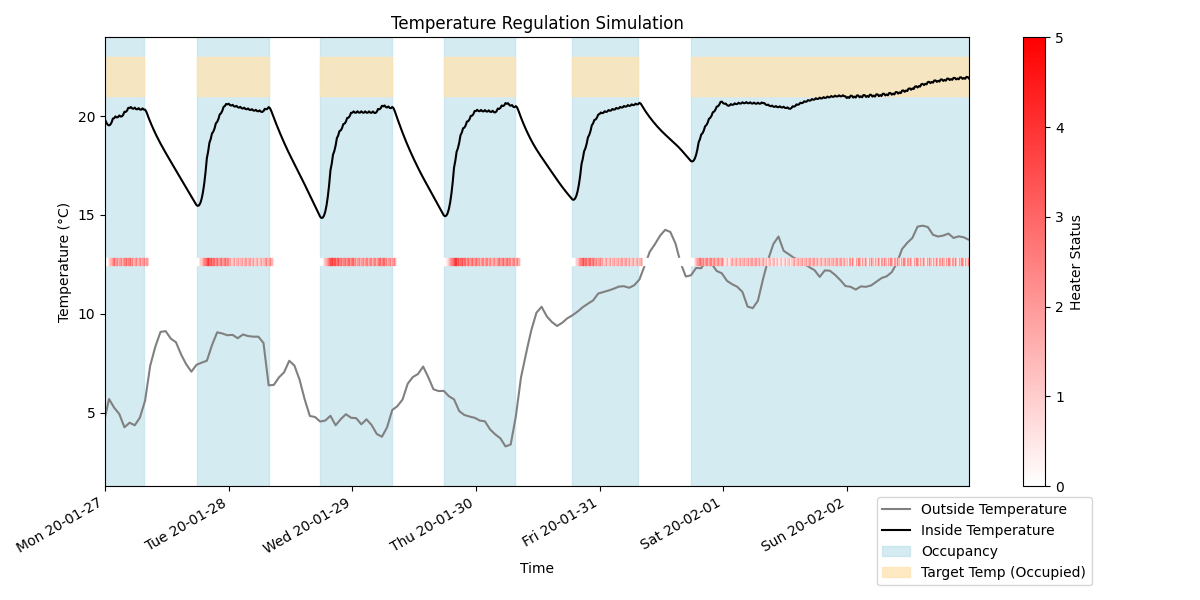 Temperature Regulation Simulation
Temperature (°C)
20
15
10
5
Mon 20-01-27
Tue 20-01-28
Wed 20-01-29
Thu 20-01-30
Fri 20-01-31
Sat 20-02-01
Sun 20-02-02
Time
5
4
3
2
1
0
Heater Status
Outside Temperature
Inside Temperature
Occupancy
Target Temp (Occupied)